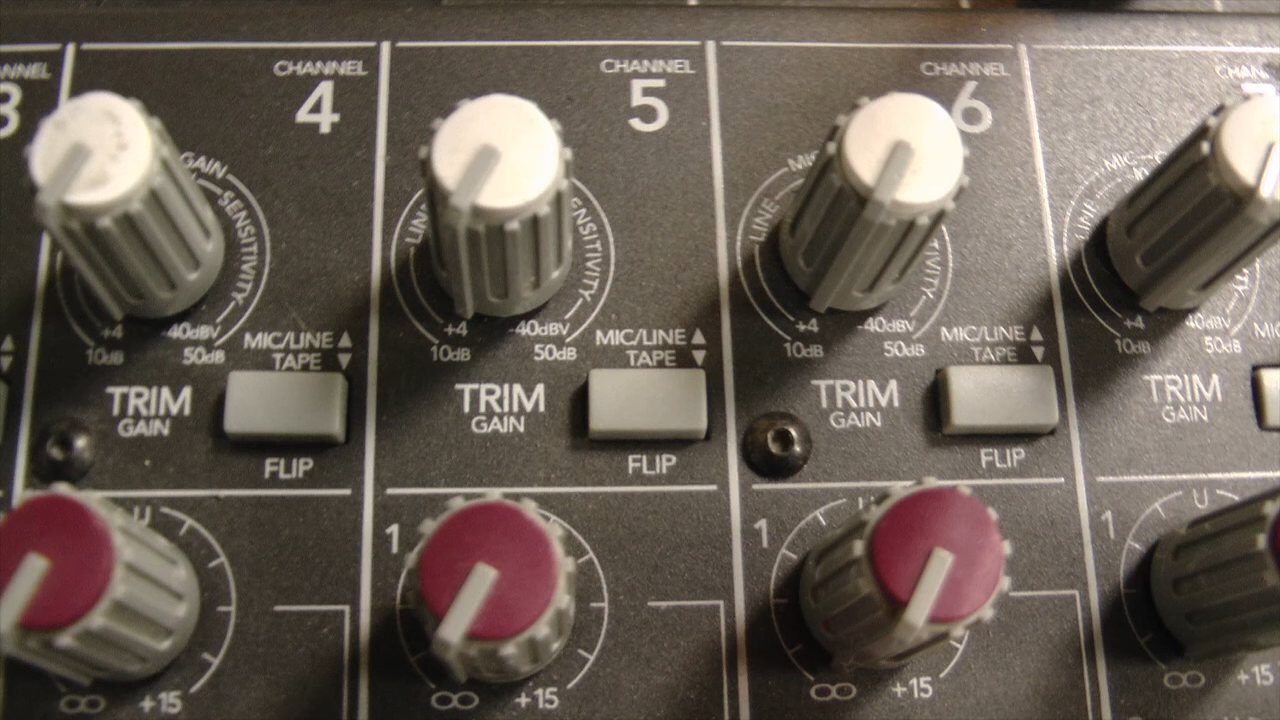 3
CHANNEL
4
GAIN
SENSITIVITY
+4
-40dBV
10dB
50dB
MIC/LINE ▲
TAPE ▼
TRIM
GAIN
FLIP
U
∞
+15
CHANNEL
5
+4
-40dBV
10dB
50dB
MIC/LINE ▲
TAPE ▼
TRIM
GAIN
FLIP
1
∞
+15
CHANNEL
6
LINE
+4
-40dBV
10dB
50dB
MIC/LINE ▲
TAPE ▼
TRIM
GAIN
FLIP
1
∞
+15
MIC
LINE
+4
40dBV
10dB
50dB
TRIM
GAIN
1
U
∞
+15